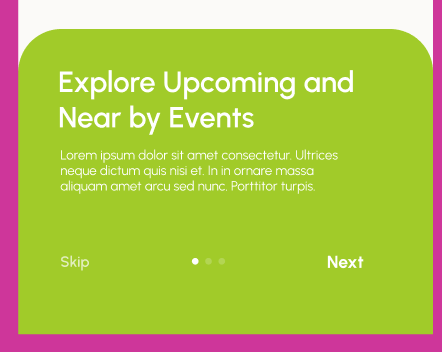 Explore Upcoming and
Near by Events
Lorem ipsum dolor sit amet consectetur. Ultrices
neque dictum quis nisi et. In in ornare massa
aliquam amet arcu sed nunc. Porttitor turpis.
Skip
Next